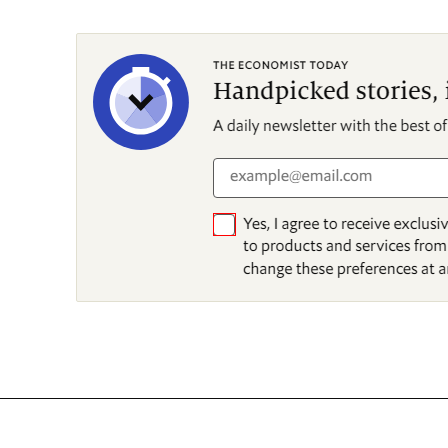 THE ECONOMIST TODAY
Handpicked stories,
A daily newsletter with the best of
example@email.com
Yes, I agree to receive exclusiv
to products and services from
change these preferences at a